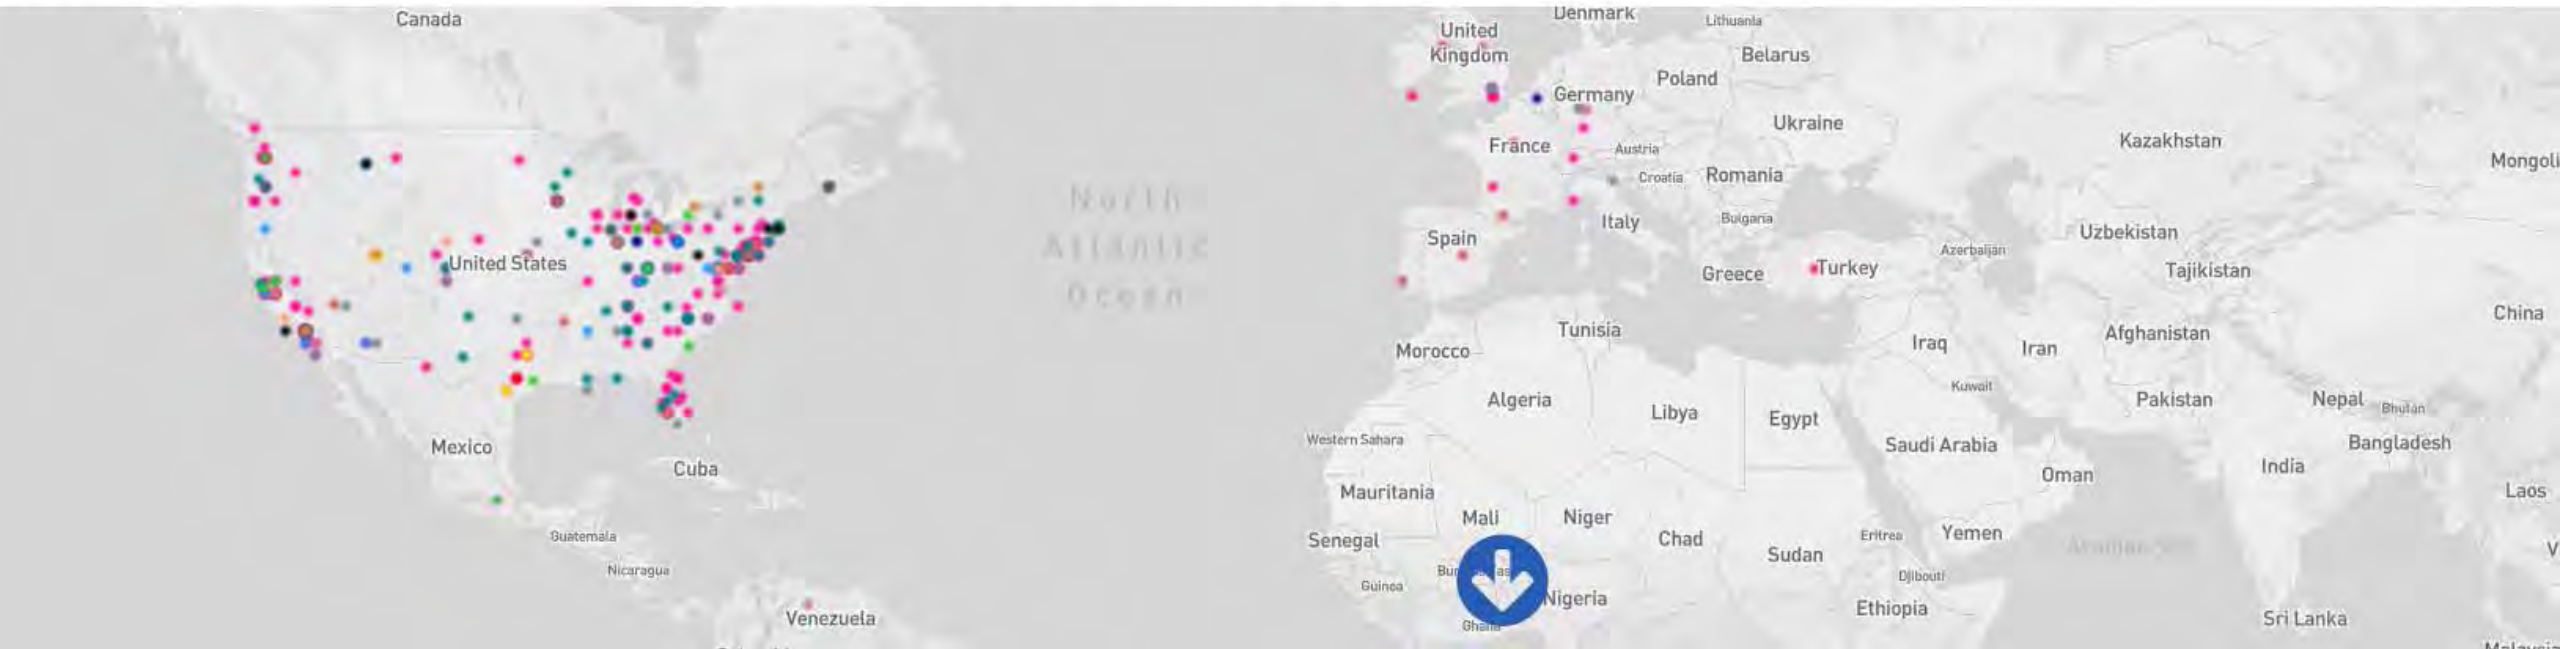 Canada
Denmark
Lithuania
United
Kingdom
Belarus
Poland
Germany
Ukraine
Kazakhstan
France
Austria
Mongoli
Croatia
Romania
North
Atlantic
Ocean
Italy
Bulgaria
Spain
Uzbekistan
Azerbaijan
United States
Greece
Turkey
Tajikistan
China
Tunisia
Afghanistan
Morocco
Iraq
Iran
Kuwait
Algeria
Libya
Egypt
Pakistan
Nepal
Bhutan
Western Sahara
Mexico
Saudi Arabia
Bangladesh
Cuba
India
Oman
Mauritania
Laos
Mali
Niger
Guatemala
Senegal
Chad
Sudan
Eritrea
Yemen
Arabian Sea
V
Nicaragua
Guinea
Djibouti
Nigeria
Ethiopia
Venezuela
Ghana
Sri Lanka